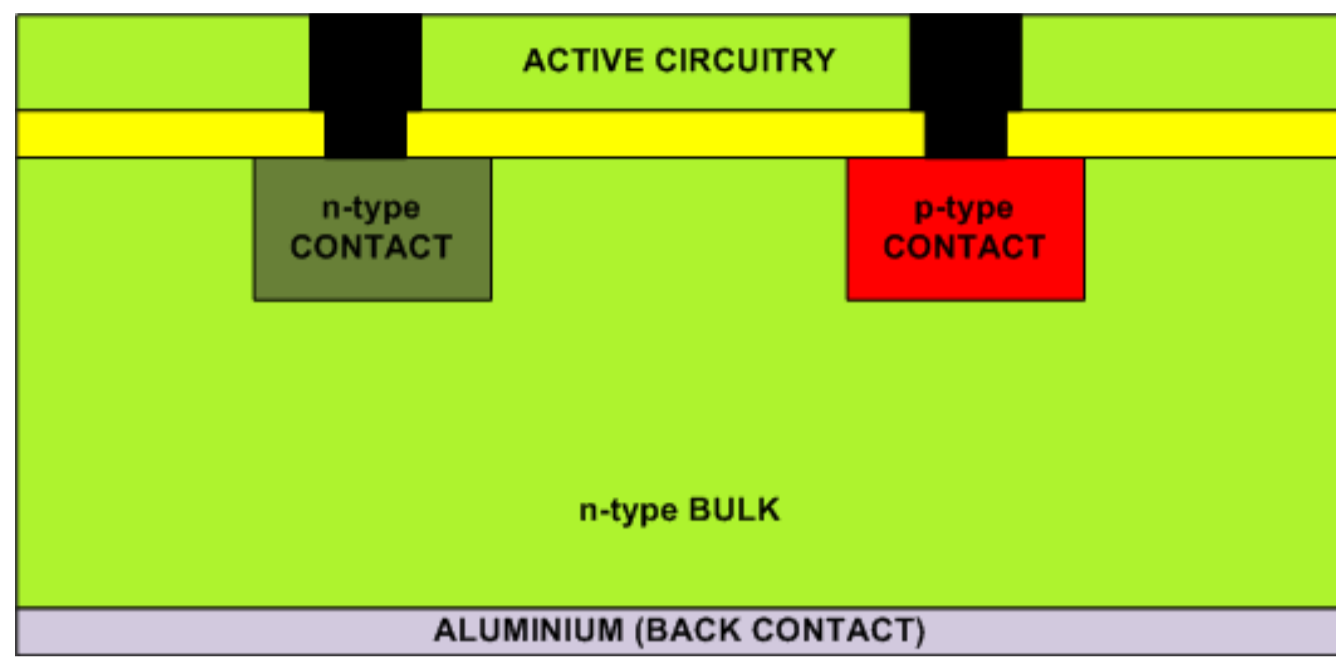 ACTIVE CIRCUITRY
n-type
CONTACT
p-type
CONTACT
n-type BULK
ALUMINIUM (BACK CONTACT)